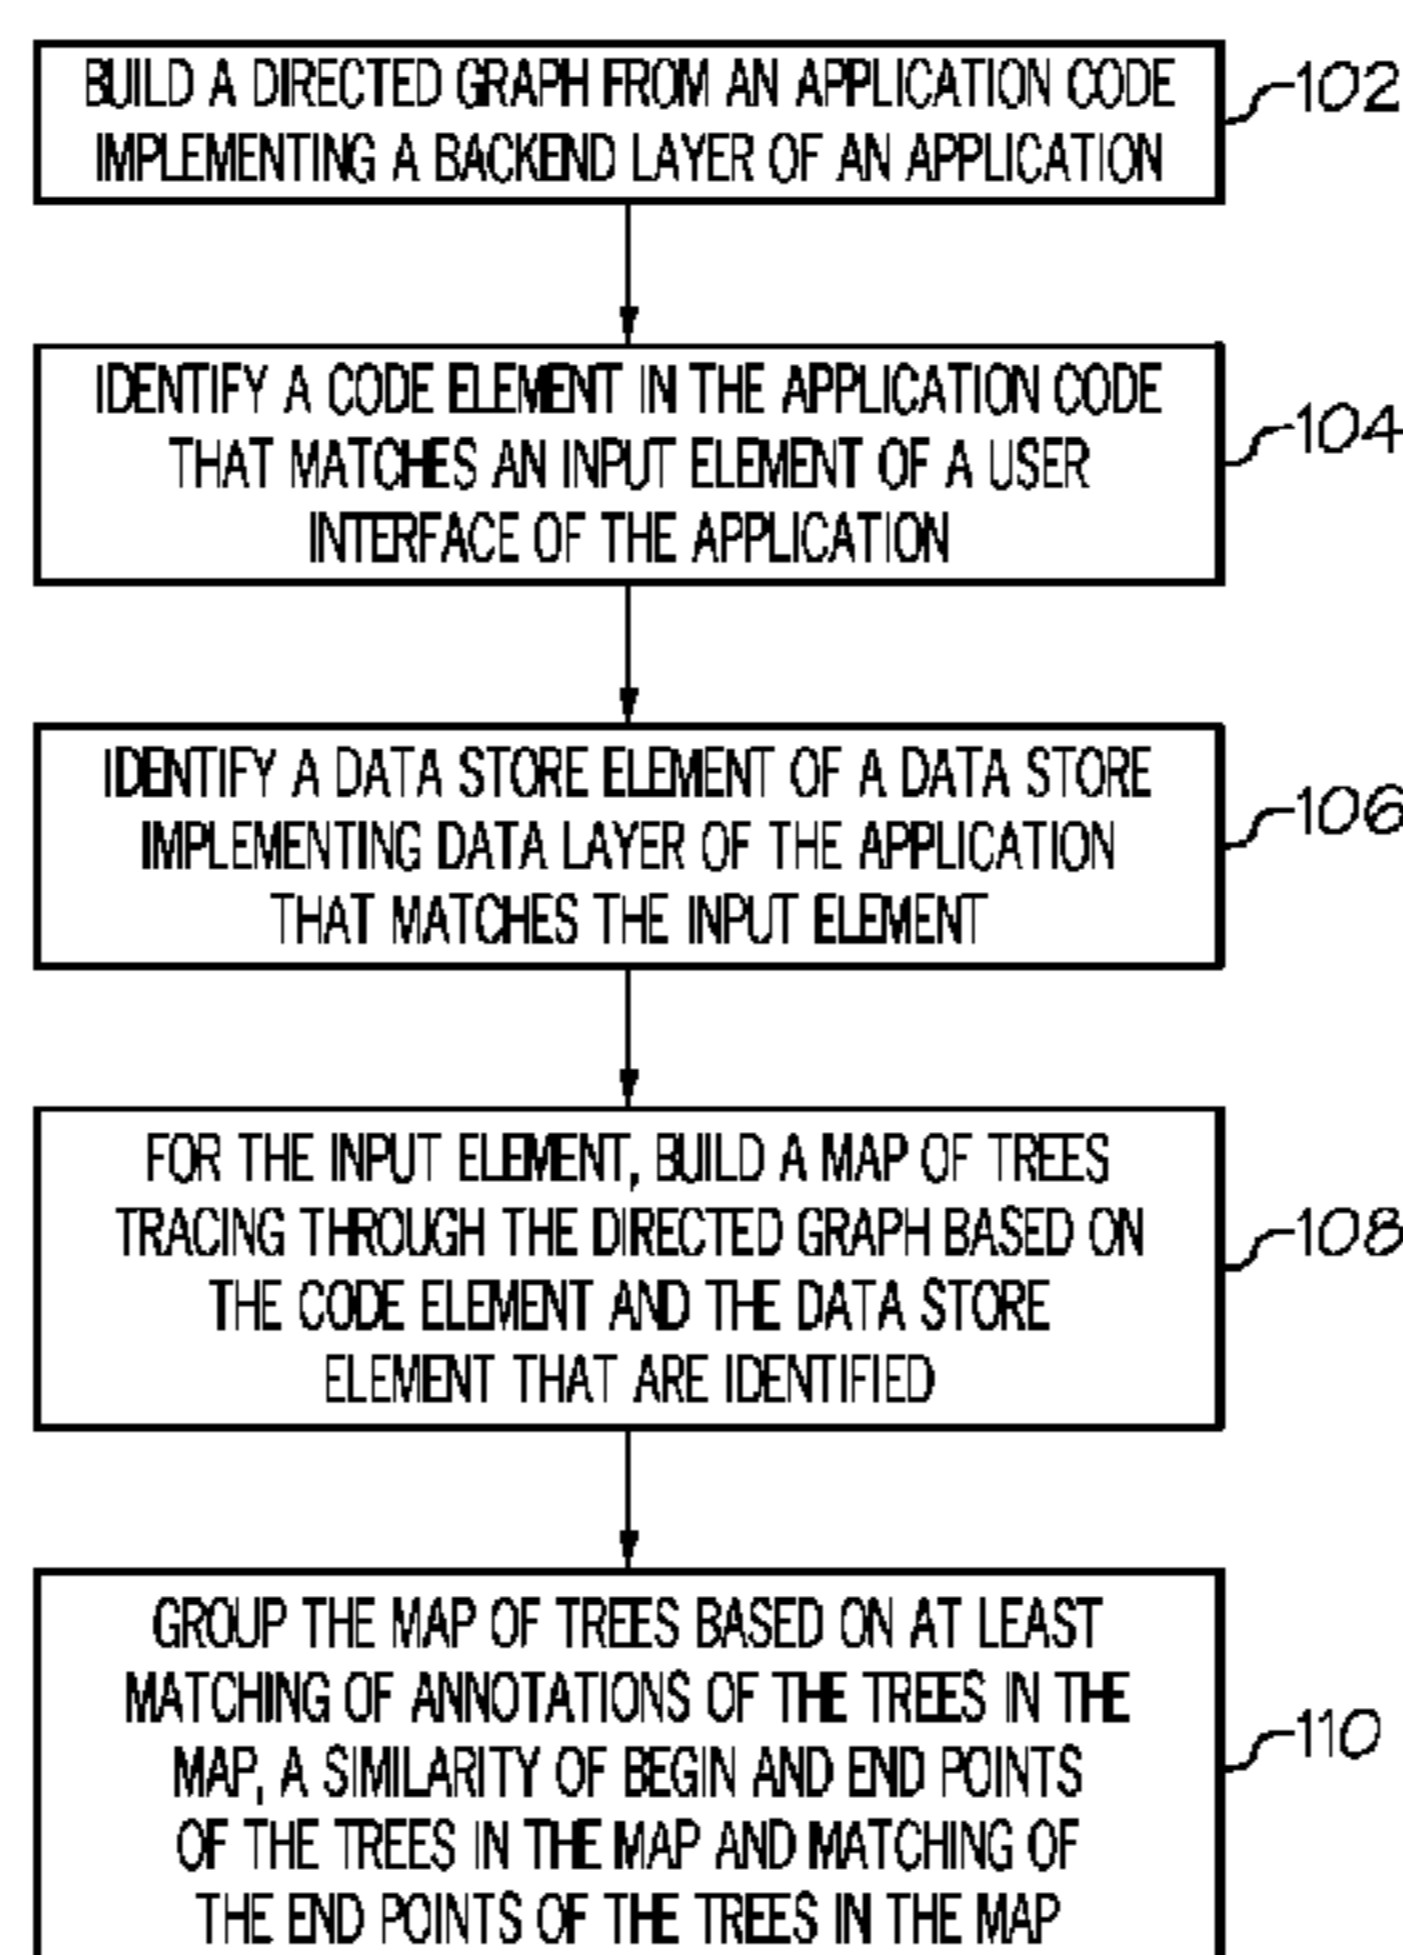 BUILD A DIRECTED GRAPH FROM AN APPLICATION CODE
IMPLEMENTING A BACKEND LAYER OF AN APPLICATION
102
IDENTIFY A CODE ELEMENT IN THE APPLICATION CODE
THAT MATCHES AN INPUT ELEMENT OF A USER
INTERFACE OF THE APPLICATION
104
IDENTIFY A DATA STORE ELEMENT OF A DATA STORE
IMPLEMENTING DATA LAYER OF THE APPLICATION
THAT MATCHES THE INPUT ELEMENT
106
FOR THE INPUT ELEMENT, BUILD A MAP OF TREES
TRACING THROUGH THE DIRECTED GRAPH BASED ON
THE CODE ELEMENT AND THE DATA STORE
ELEMENT THAT ARE IDENTIFIED
108
GROUP THE MAP OF TREES BASED ON AT LEAST
MATCHING OF ANNOTATIONS OF THE TREES IN THE
MAP, A SIMILARITY OF BEGIN AND END POINTS
OF THE TREES IN THE MAP AND MATCHING OF
THE END POINTS OF THE TREES IN THE MAP
110